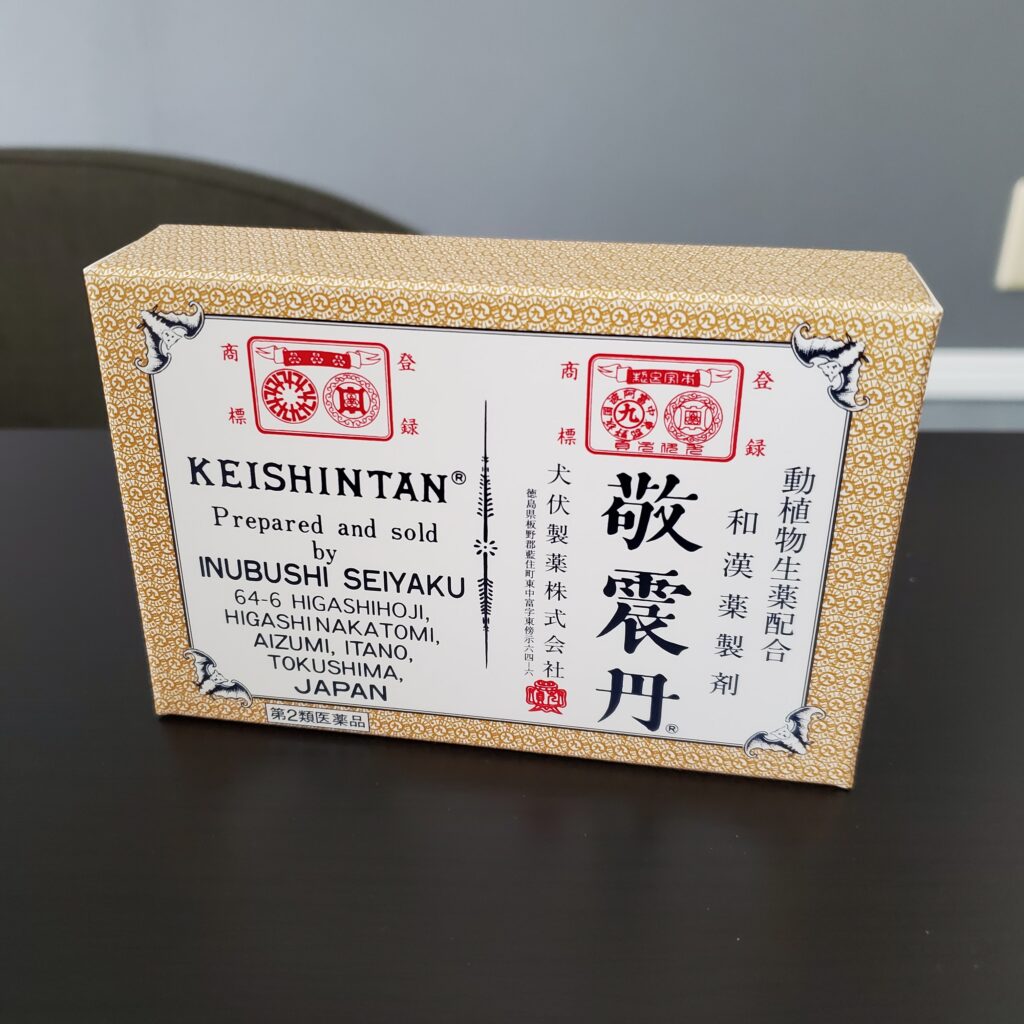 登録
商標
KEISHINTAN®
Prepared and sold
by
INUBUSHI SEIYAKU
64-6 HIGASHIHOJI,
HIGASHINAKATOMI,
AIZUMI, ITANO,
TOKUSHIMA,
JAPAN
第2類医薬品
登録
商標
九
動植物生薬配合
和漢薬製剤
敬震丹®
犬伏製薬株式会社
徳島県板野郡藍住町東中富字東傍示六四–六